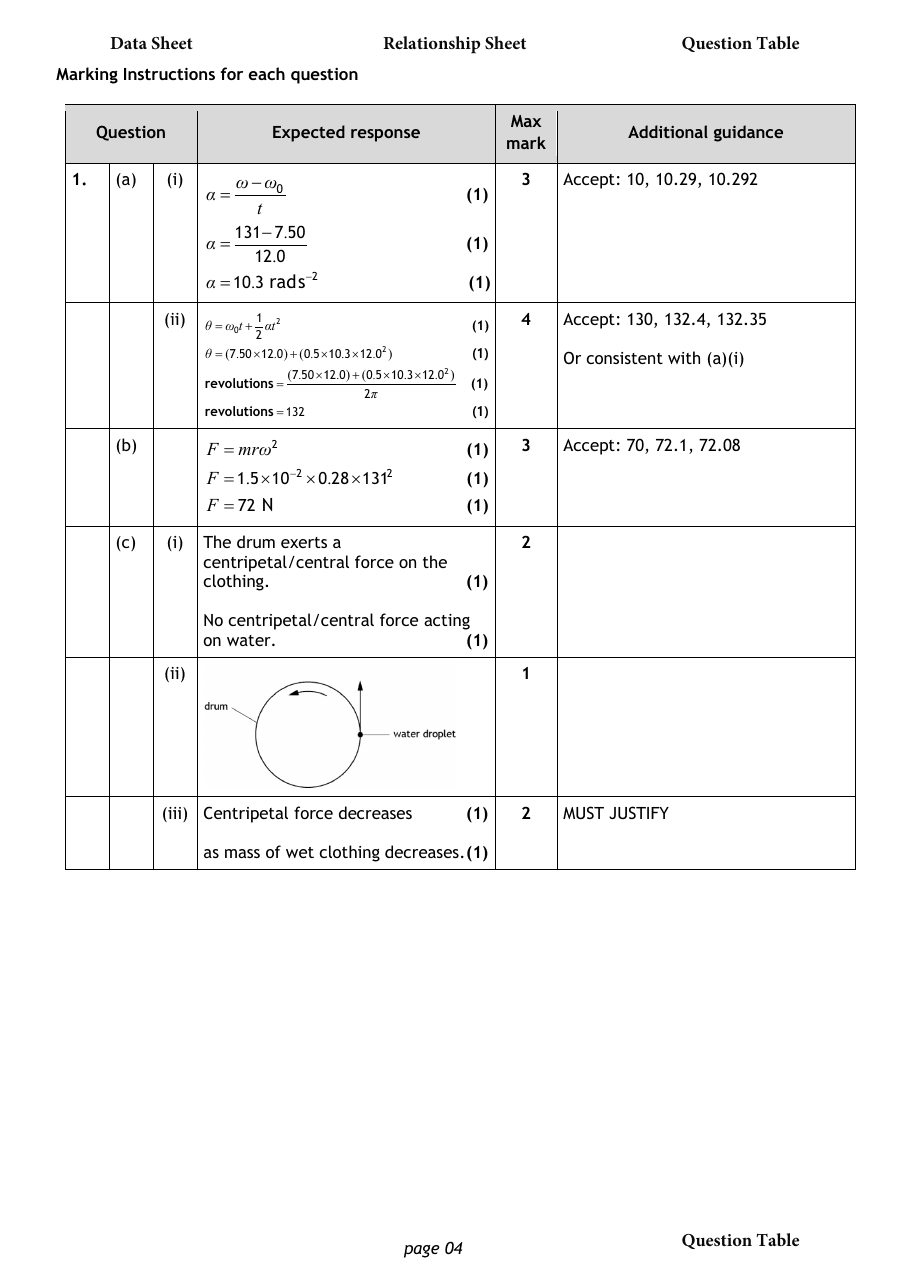 Data Sheet Relationship Sheet Question Table
Marking Instructions for each question
Question Expected response Max mark Additional guidance
1. (a) (i) α = (ω − ω₀)/t (1) 3 Accept: 10, 10.29, 10.292
α = (131 − 7.50)/12.0 (1)
α = 10.3 rad s⁻² (1)
(ii) θ = ω₀t + ½αt² (1) 4 Accept: 130, 132.4, 132.35
θ = (7.50×12.0)+(0.5×10.3×12.0²) (1) Or consistent with (a)(i)
revolutions = ((7.50×12.0)+(0.5×10.3×12.0²))/2π (1)
revolutions = 132 (1)
(b) F = mrω² (1) 3 Accept: 70, 72.1, 72.08
F = 1.5×10⁻²×0.28×131² (1)
F = 72 N (1)
(c) (i) The drum exerts a 2
centripetal/central force on the
clothing. (1)
No centripetal/central force acting
on water. (1)
(ii) 1
drum
water droplet
(iii) Centripetal force decreases (1) 2 MUST JUSTIFY
as mass of wet clothing decreases.(1)
page 04 Question Table